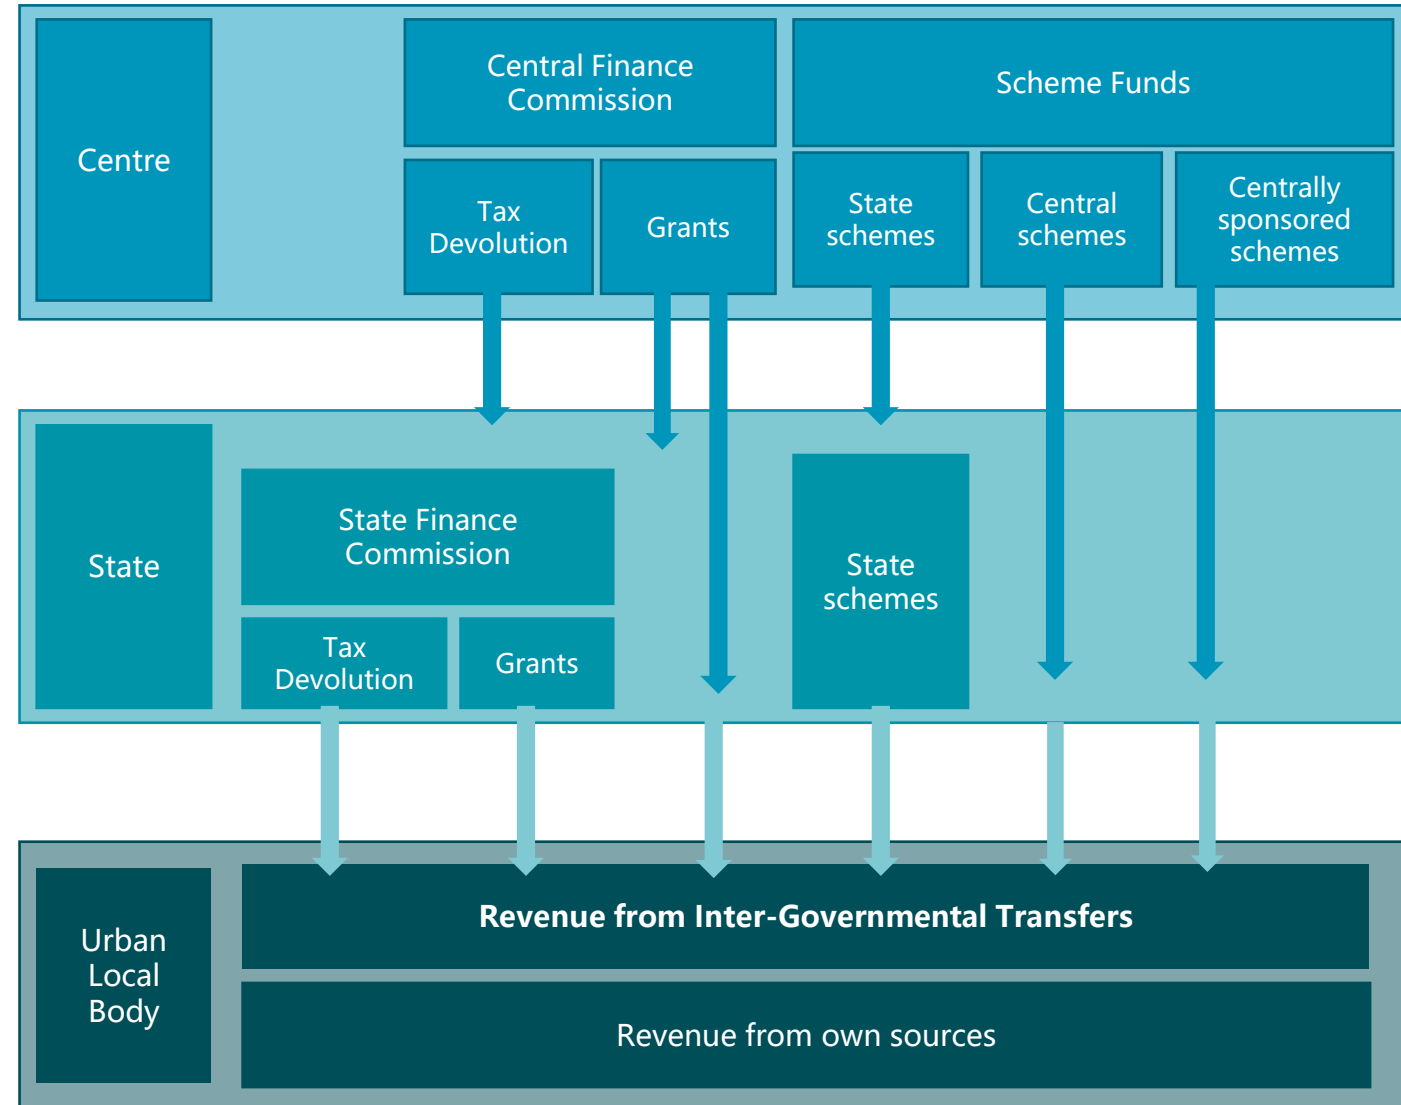 Centre
Central Finance
Commission
Scheme Funds
Tax
Devolution
Grants
State
schemes
Central
schemes
Centrally
sponsored
schemes
State
State Finance
Commission
Tax
Devolution
Grants
State
schemes
Urban
Local
Body
Revenue from Inter-Governmental Transfers
Revenue from own sources